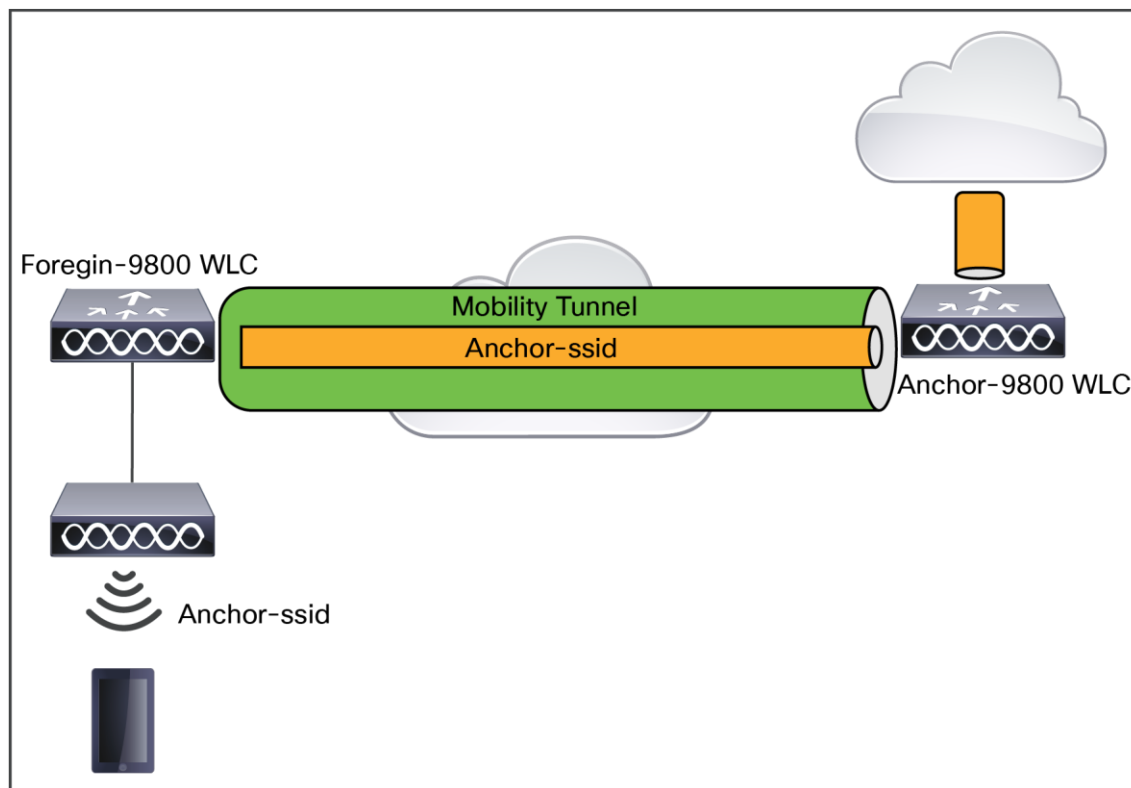 Foregin-9800 WLC
Mobility Tunnel
Anchor-ssid
Anchor-9800 WLC
Anchor-ssid